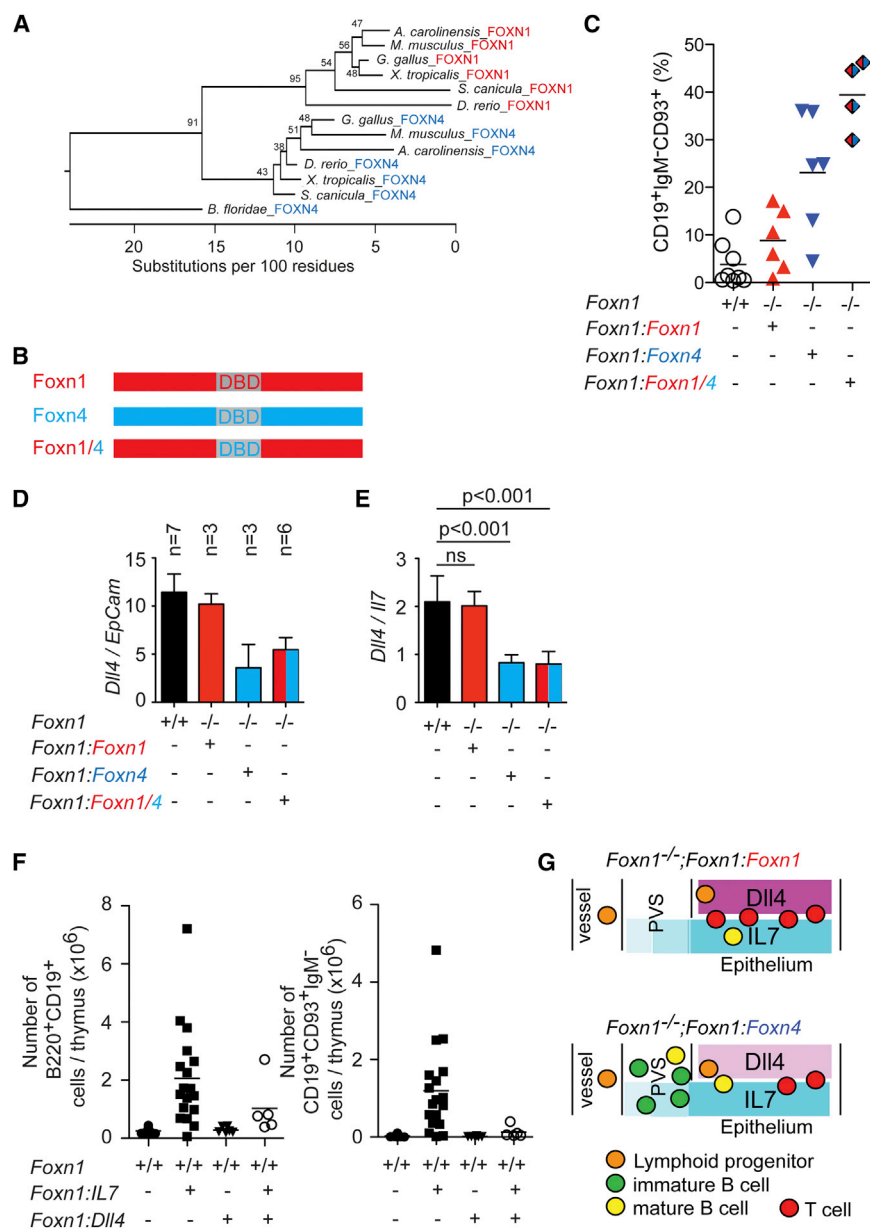 A
47
A. carolinensis_FOXN1
56
M. musculus_FOXN1
54
G. gallus_FOXN1
48
X. tropicalis_FOXN1
95
S. canicula_FOXN1
D. rerio_FOXN1
91
48
G. gallus_FOXN4
51
M. musculus_FOXN4
38
A. carolinensis_FOXN4
43
D. rerio_FOXN4
X. tropicalis_FOXN4
S. canicula_FOXN4
B. floridae_FOXN4
20 15 10 5 0
Substitutions per 100 residues
B
Foxn1 DBD
Foxn4 DBD
Foxn1/4 DBD
C
CD19+IgM-CD93+ (%)
50
40
30
20
10
0
Foxn1 +/+ -/- -/- -/-
Foxn1:Foxn1 - + - -
Foxn1:Foxn4 - - + -
Foxn1:Foxn1/4 - - - +
D
n=7 n=3 n=3 n=6
Dll4 / EpCam
15
10
5
0
Foxn1 +/+ -/- -/- -/-
Foxn1:Foxn1 - + - -
Foxn1:Foxn4 - - + -
Foxn1:Foxn1/4 - - - +
E
p<0.001
p<0.001
ns
Dll4 / Il7
3
2
1
0
+/+ -/- -/- -/-
- + - -
- - + -
- - - +
F
Number of
B220+CD19+
cells / thymus (x10^6)
8
6
4
2
0
Number of
CD19+CD93+IgM-
cells / thymus (x10^6)
6
4
2
0
Foxn1 +/+ +/+ +/+ +/+ +/+ +/+ +/+ +/+
Foxn1:IL7 - + - + - + - +
Foxn1:Dll4 - - + + - - + +
G
Foxn1-/-;Foxn1:Foxn1
vessel
PVS
Dll4
IL7
Epithelium
Foxn1-/-;Foxn1:Foxn4
vessel
PVS
Dll4
IL7
Epithelium
Lymphoid progenitor
immature B cell
mature B cell T cell